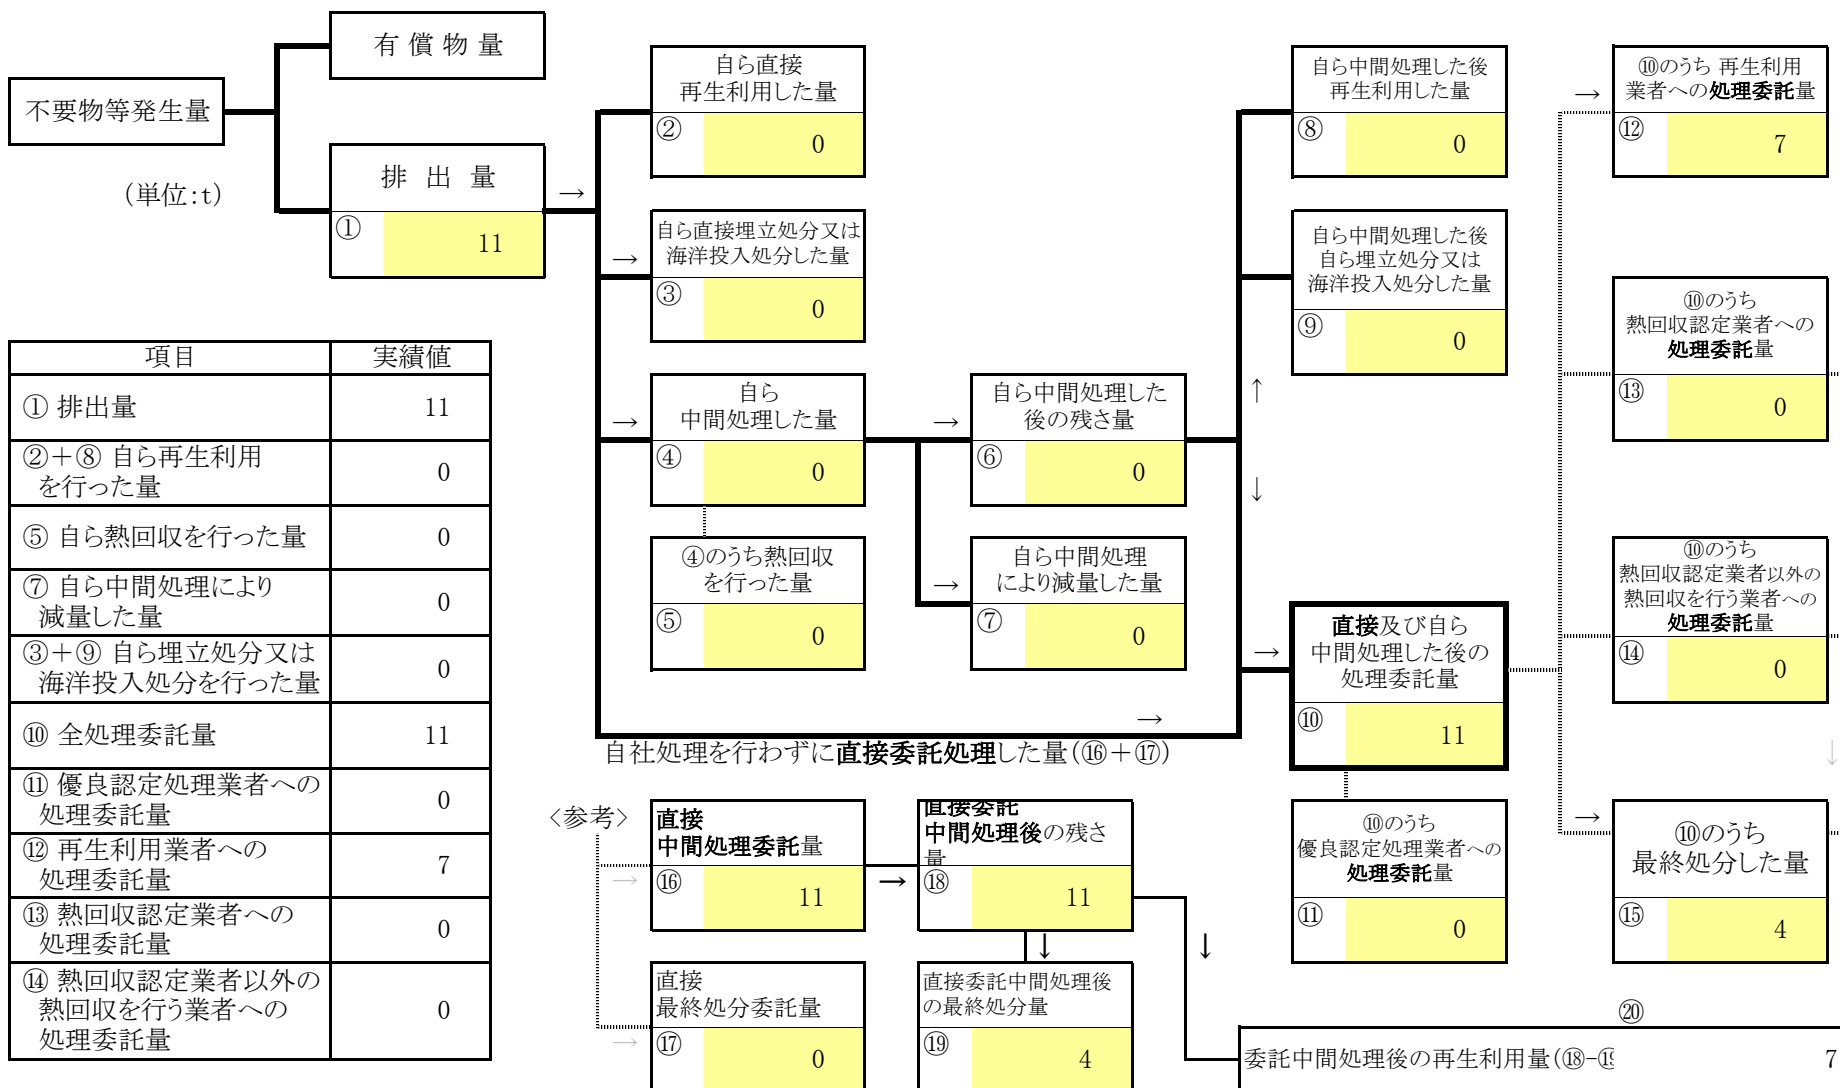 有 償 物 量
不要物等発生量
排 出 量
→
①
11
(単位:t)
自ら直接
再生利用した量
②
0
→
自ら直接埋立処分又は
海洋投入処分した量
③
0
→
自ら
中間処理した量
④
0
④のうち熱回収
を行った量
⑤
0
→
自ら中間処理した
後の残さ量
⑥
0
→
自ら中間処理
により減量した量
⑦
0
自ら中間処理した後
再生利用した量
⑧
0
自ら中間処理した後
自ら埋立処分又は
海洋投入処分した量
⑨
0
↑
↓
→
直接及び自ら
中間処理した後の
処理委託量
⑩
11
⑩のうち
優良認定処理業者への
処理委託量
⑪
0
→
⑩のうち 再生利用
業者への処理委託量
⑫
7
⑩のうち
熱回収認定業者への
処理委託量
⑬
0
⑩のうち
熱回収認定業者以外の
熱回収を行う業者への
処理委託量
⑭
0
↓
→
⑩のうち
最終処分した量
⑮
4
→
自社処理を行わずに直接委託処理した量(⑯+⑰)
<参考>
→
直接
中間処理委託量
⑯
11
→
直接委託
中間処理後の残さ
量
⑱
11
↓
↓
→
直接
最終処分委託量
⑰
0
直接委託中間処理後
の最終処分量
⑲
4
⑳
委託中間処理後の再生利用量(⑱-⑲
7
項目 実績値
① 排出量 11
②+⑧ 自ら再生利用
を行った量 0
⑤ 自ら熱回収を行った量 0
⑦ 自ら中間処理により
減量した量 0
③+⑨ 自ら埋立処分又は
海洋投入処分を行った量 0
⑩ 全処理委託量 11
⑪ 優良認定処理業者への
処理委託量 0
⑫ 再生利用業者への
処理委託量 7
⑬ 熱回収認定業者への
処理委託量 0
⑭ 熱回収認定業者以外の
熱回収を行う業者への
処理委託量 0